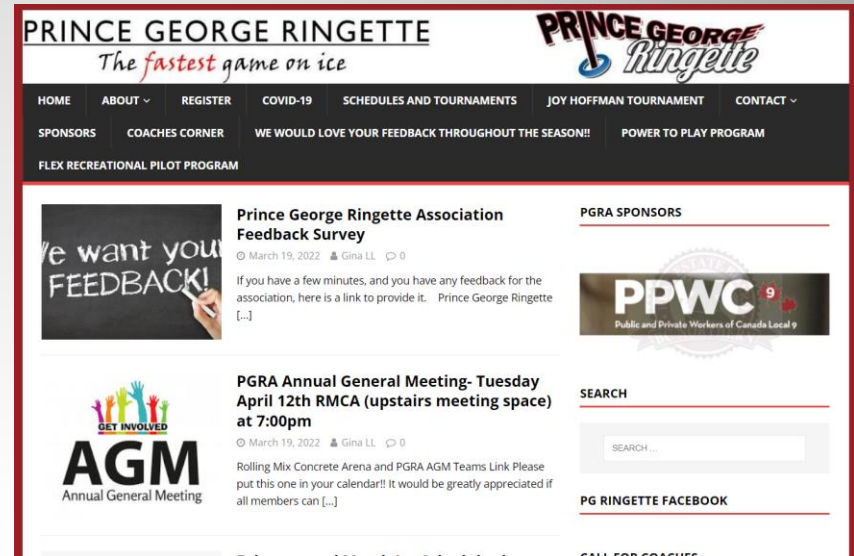 PRINCE GEORGE RINGETTE
The fastest game on ice
PRINCE GEORGE
Ringette
HOME ABOUT REGISTER COVID-19 SCHEDULES AND TOURNAMENTS JOY HOFFMAN TOURNAMENT CONTACT
SPONSORS COACHES CORNER WE WOULD LOVE YOUR FEEDBACK THROUGHOUT THE SEASON!! POWER TO PLAY PROGRAM
FLEX RECREATIONAL PILOT PROGRAM
e want your
FEEDBACK!
Prince George Ringette Association
Feedback Survey
March 19, 2022 Gina LL 0
If you have a few minutes, and you have any feedback for the
association, here is a link to provide it. Prince George Ringette
[...]
GET INVOLVED
AGM
Annual General Meeting
PGRA Annual General Meeting- Tuesday
April 12th RMCA (upstairs meeting space)
at 7:00pm
March 19, 2022 Gina LL 0
Rolling Mix Concrete Arena and PGRA AGM Teams Link Please
put this one in your calendar!! It would be greatly appreciated if
all members can [...]
PGRA SPONSORS
PPWC 9
Public and Private Workers of Canada Local 9
SEARCH
SEARCH ...
PG RINGETTE FACEBOOK
CALL FOR COACHES